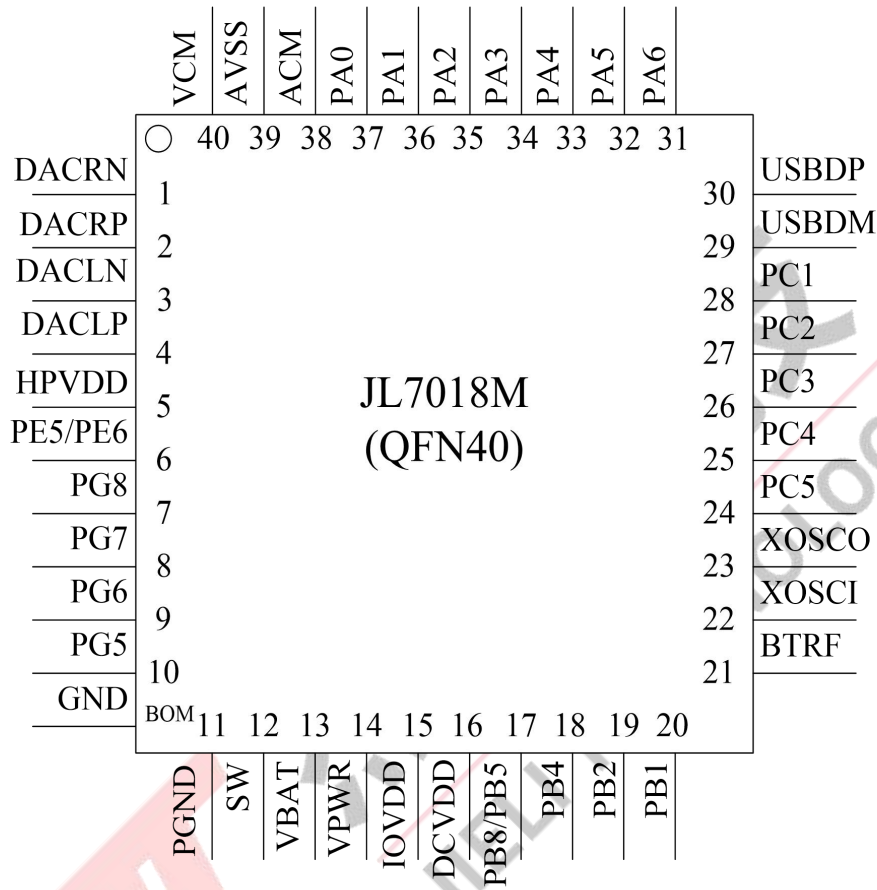 VCM AVSS ACM PA0 PA1 PA2 PA3 PA4 PA5 PA6
40 39 38 37 36 35 34 33 32 31
DACRN 1
DACRP 2
DACLN 3
DACLP 4
HPVDD 5
PE5/PE6 6
PG8 7
PG7 8
PG6 9
PG5 10
GND BOM
JL7018M
(QFN40)
30 USBDP
29 USBDM
28 PC1
27 PC2
26 PC3
25 PC4
24 PC5
23 XOSCO
22 XOSCI
21 BTRF
11 12 13 14 15 16 17 18 19 20
PGND SW VBAT VPWR IOVDD DCVDD PB8/PB5 PB4 PB2 PB1